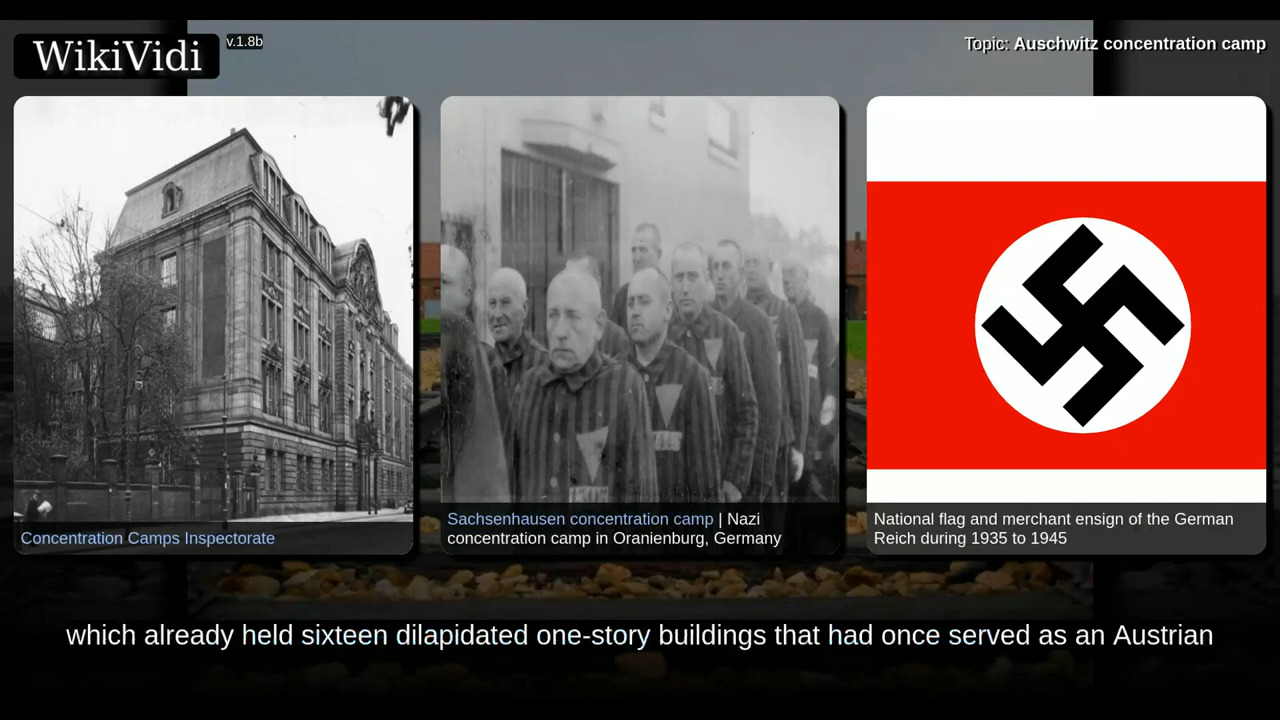 WikiVidi
v.1.8b
Topic: Auschwitz concentration camp
Concentration Camps Inspectorate
Sachsenhausen concentration camp | Nazi
concentration camp in Oranienburg, Germany
National flag and merchant ensign of the German
Reich during 1935 to 1945
which already held sixteen dilapidated one-story buildings that had once served as an Austrian